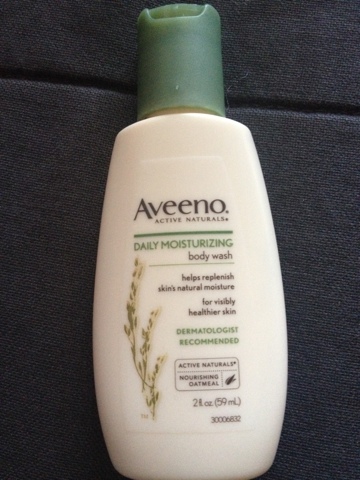 Aveeno®
ACTIVE NATURALS®
DAILY MOISTURIZING
body wash
helps replenish
skin's natural moisture
for visibly
healthier skin
DERMATOLOGIST
RECOMMENDED
ACTIVE NATURALS®
NOURISHING
OATMEAL
2 fl. oz. (59 mL)
30006832